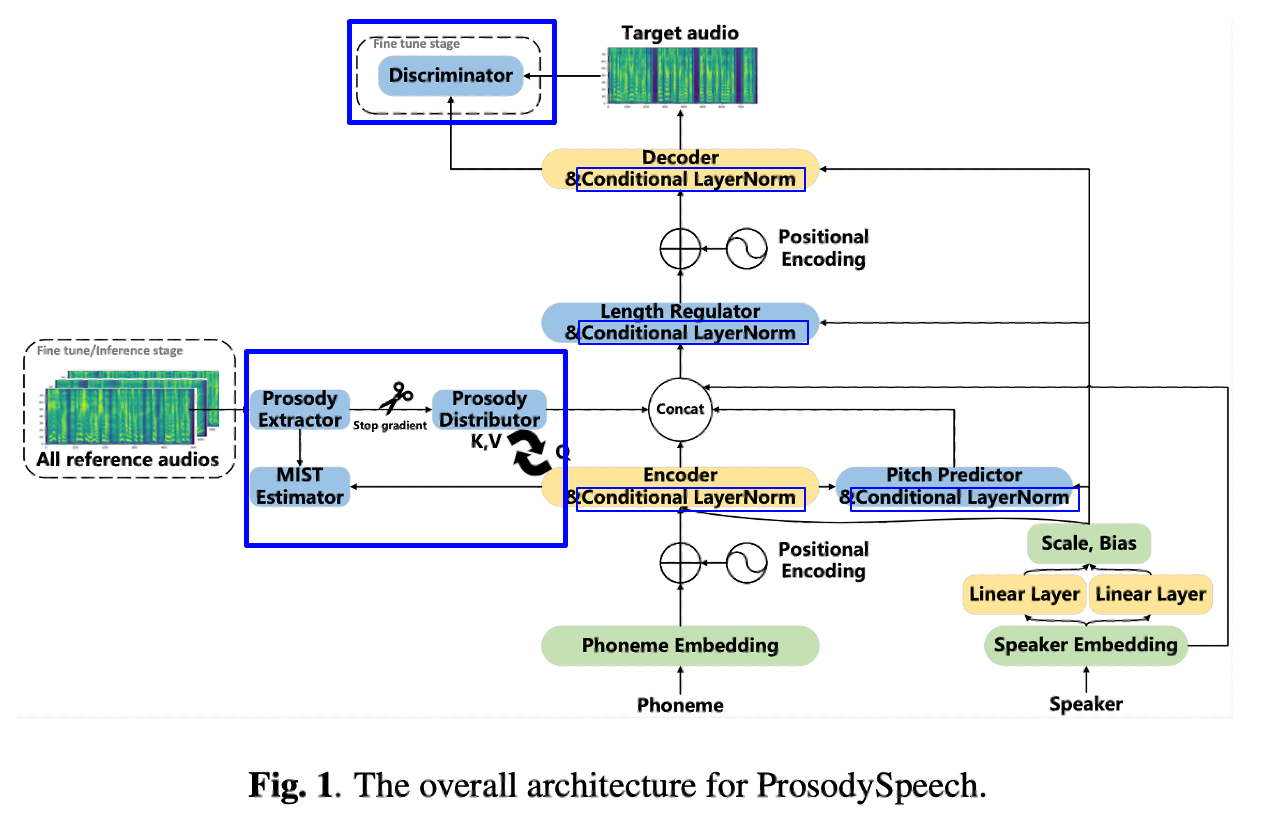 Target audio
Fine tune stage
Discriminator
Decoder
&Conditional LayerNorm
Positional
Encoding
Length Regulator
&Conditional LayerNorm
Fine tune/Inference stage
All reference audios
Prosody
Extractor
Stop gradient
Prosody
Distributor
K,V
Q
Concat
MIST
Estimator
Encoder
&Conditional LayerNorm
Pitch Predictor
&Conditional LayerNorm
Positional
Encoding
Scale, Bias
Linear Layer
Linear Layer
Phoneme Embedding
Speaker Embedding
Phoneme
Speaker
Fig. 1. The overall architecture for ProsodySpeech.